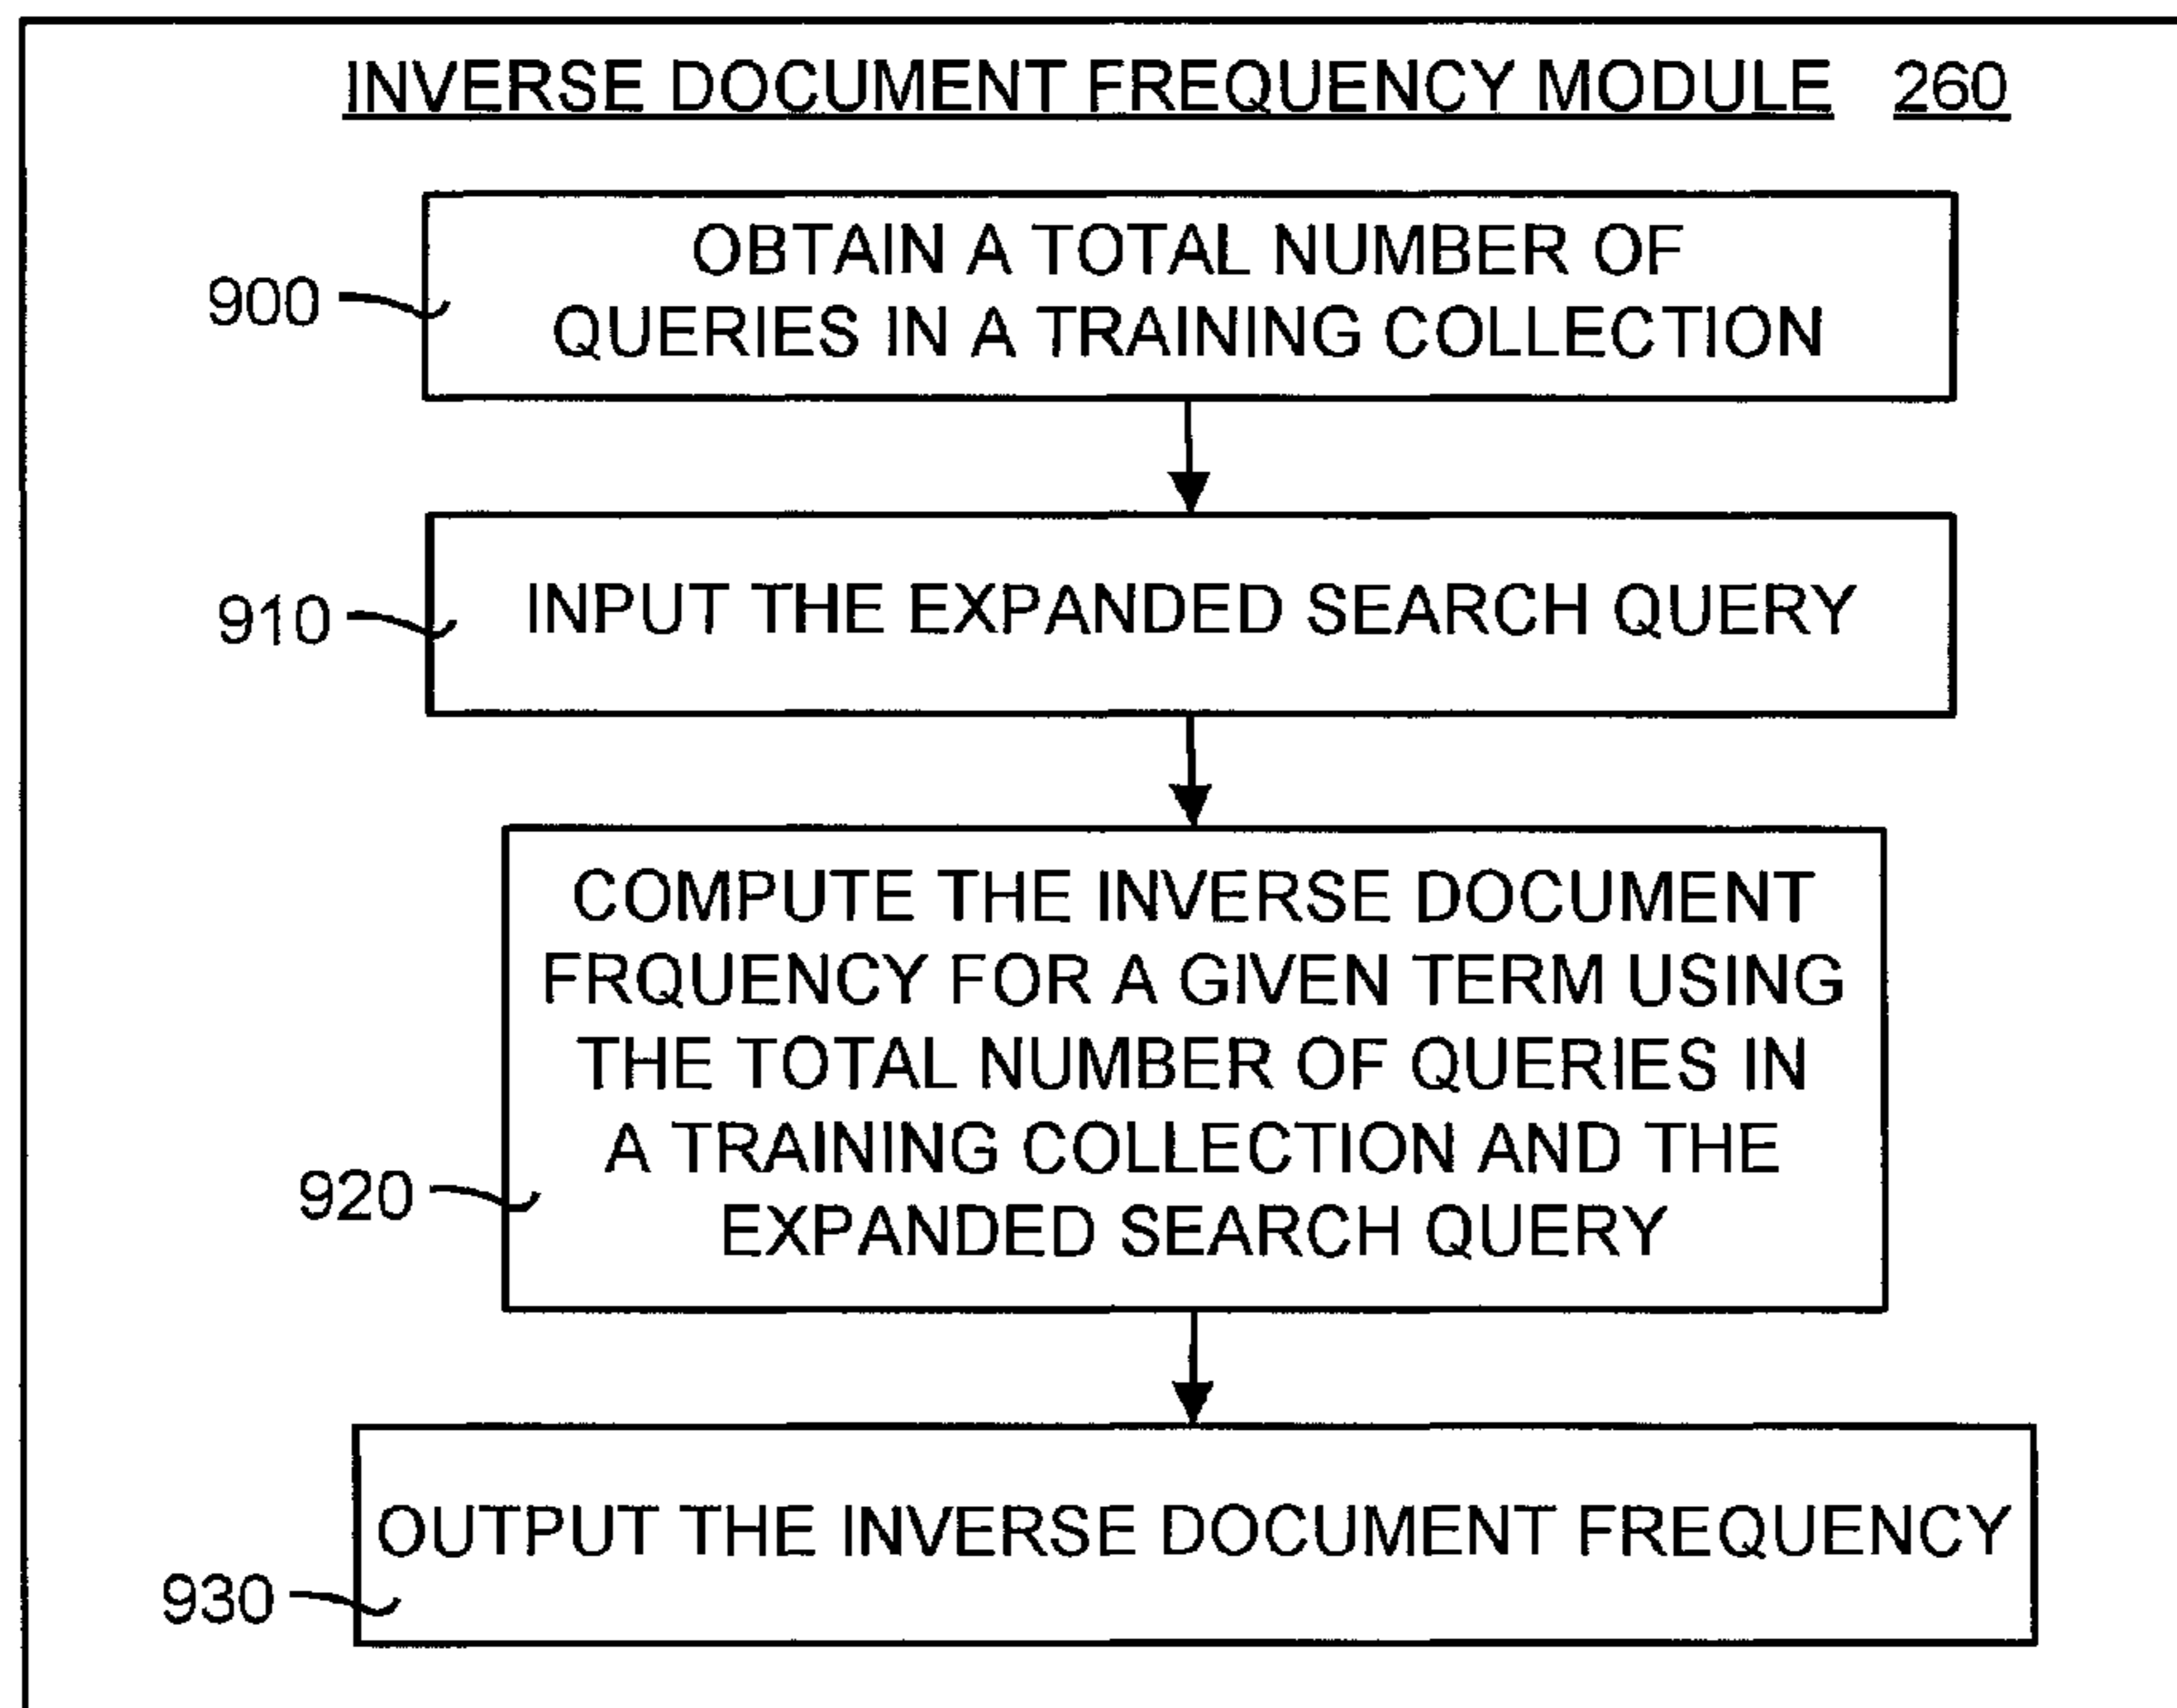 INVERSE DOCUMENT FREQUENCY MODULE 260
OBTAIN A TOTAL NUMBER OF
QUERIES IN A TRAINING COLLECTION
900
INPUT THE EXPANDED SEARCH QUERY
910
COMPUTE THE INVERSE DOCUMENT
FRQUENCY FOR A GIVEN TERM USING
THE TOTAL NUMBER OF QUERIES IN
A TRAINING COLLECTION AND THE
EXPANDED SEARCH QUERY
920
OUTPUT THE INVERSE DOCUMENT FREQUENCY
930